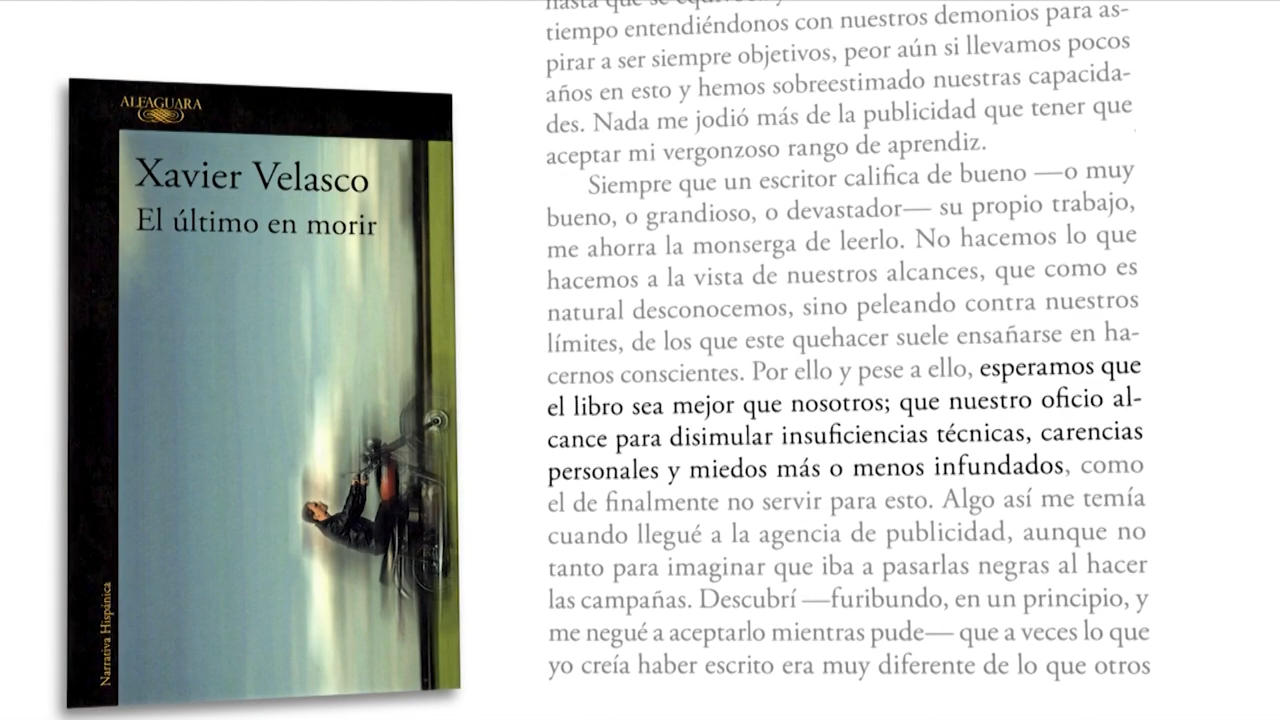 ALFAGUARA
Xavier Velasco
El último en morir
Narrativa Hispánica
tiempo entendiéndonos con nuestros demonios para as-
pirar a ser siempre objetivos, peor aún si llevamos pocos
años en esto y hemos sobreestimado nuestras capacida-
des. Nada me jodió más de la publicidad que tener que
aceptar mi vergonzoso rango de aprendiz.
Siempre que un escritor califica de bueno —o muy
bueno, o grandioso, o devastador— su propio trabajo,
me ahorra la monserga de leerlo. No hacemos lo que
hacemos a la vista de nuestros alcances, que como es
natural desconocemos, sino peleando contra nuestros
límites, de los que este quehacer suele ensañarse en ha-
cernos conscientes. Por ello y pese a ello, esperamos que
el libro sea mejor que nosotros; que nuestro oficio al-
cance para disimular insuficiencias técnicas, carencias
personales y miedos más o menos infundados, como
el de finalmente no servir para esto. Algo así me temía
cuando llegué a la agencia de publicidad, aunque no
tanto para imaginar que iba a pasarlas negras al hacer
las campañas. Descubrí —furibundo, en un principio, y
me negué a aceptarlo mientras pude— que a veces lo que
yo creía haber escrito era muy diferente de lo que otros